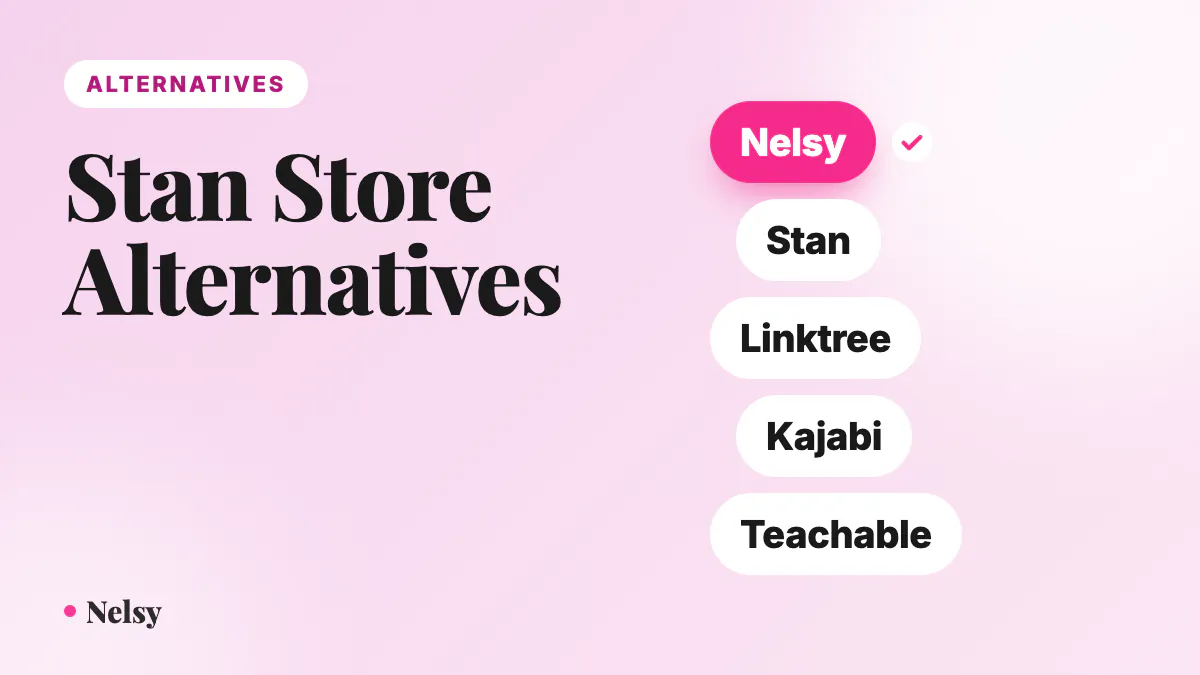 ALTERNATIVES
Stan Store
Alternatives
Nelsy
Stan
Linktree
Kajabi
Teachable
Nelsy